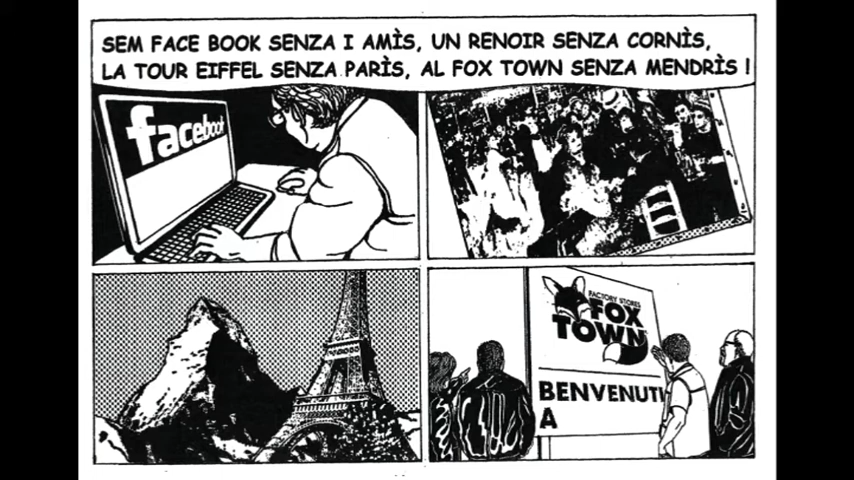 SEM FACE BOOK SENZA I AMÌS, UN RENOIR SENZA CORNÌS,
LA TOUR EIFFEL SENZA PARÌS, AL FOX TOWN SENZA MENDRÌS !
facebook
FACTORY STORES
FOX
TOWN
BENVENUTI
A